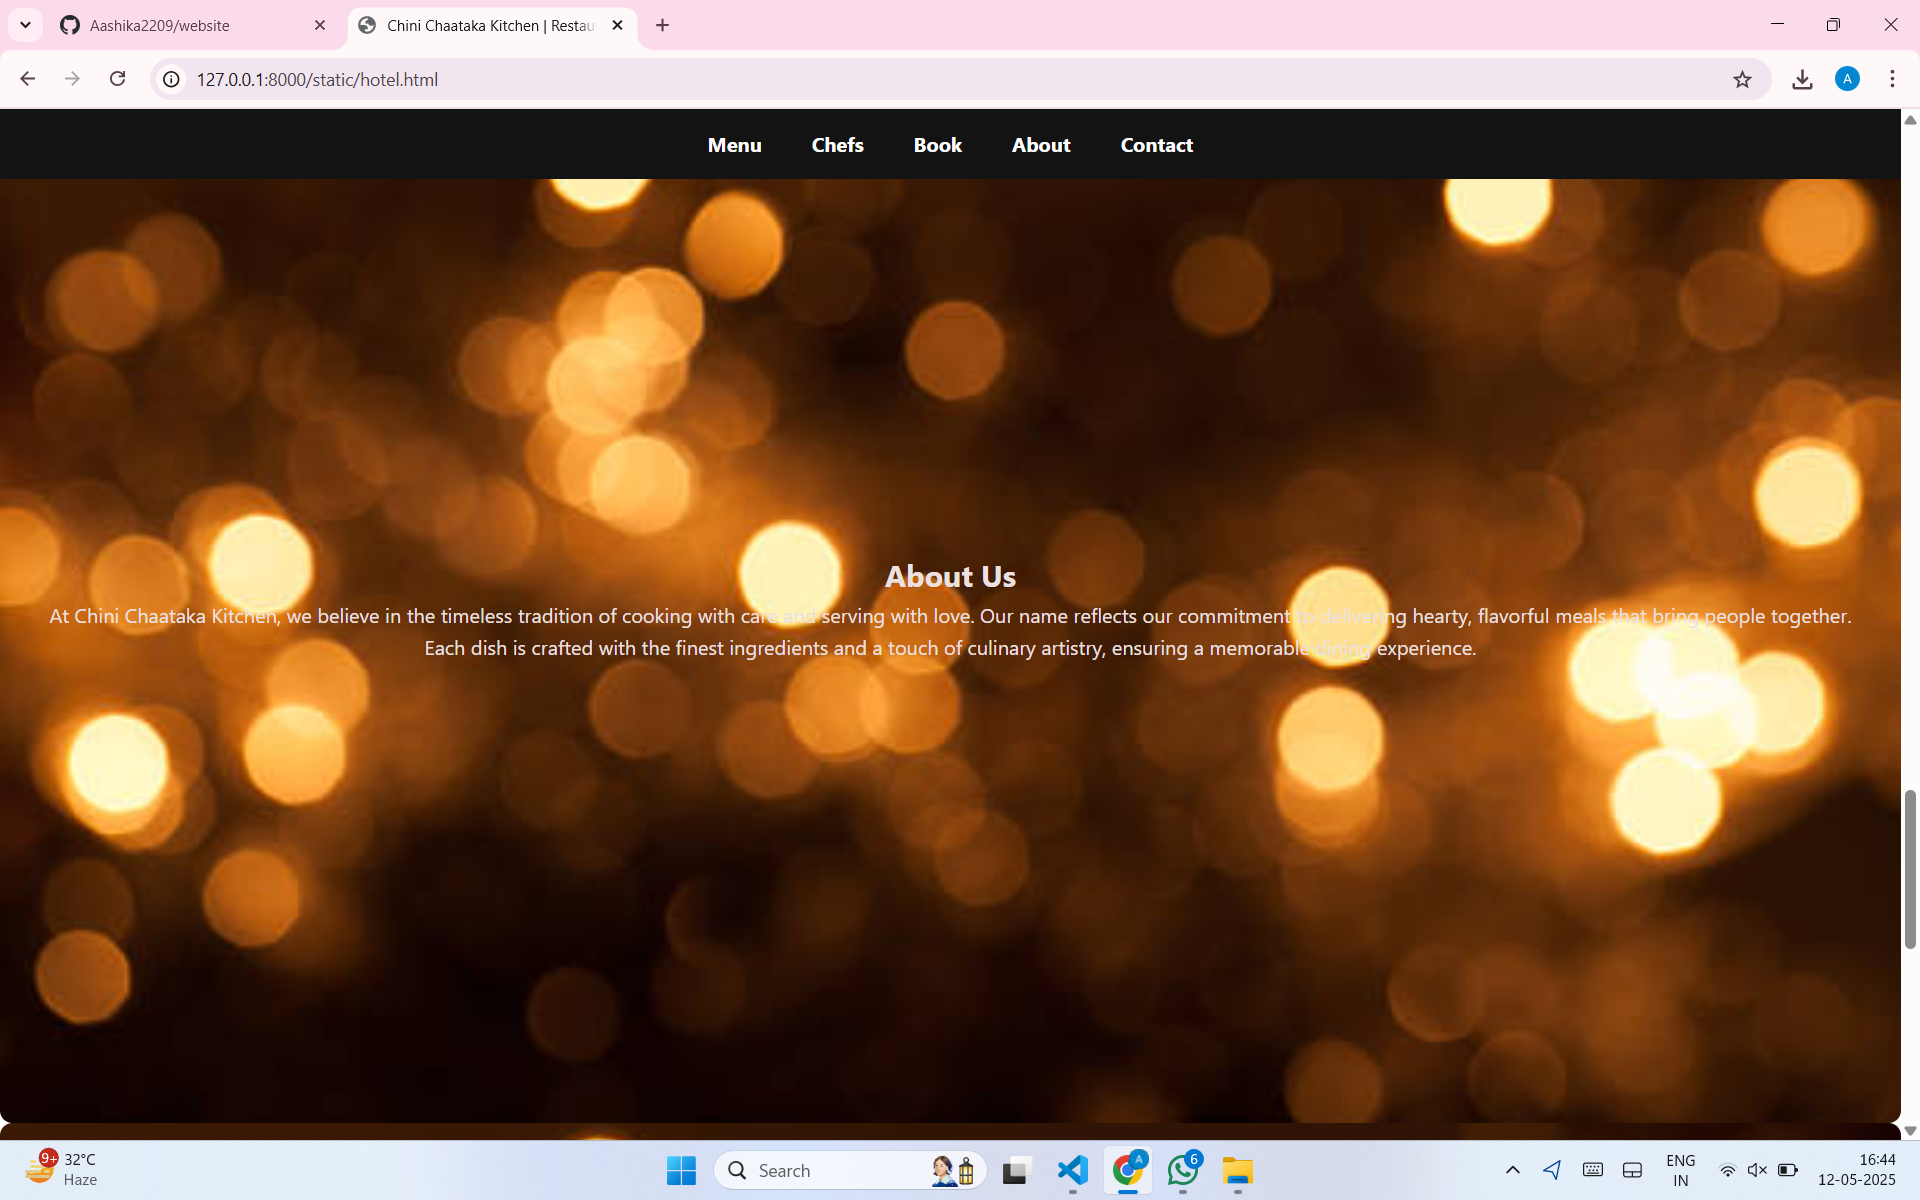 Aashika2209/website
Chini Chaataka Kitchen | Restau
127.0.0.1:8000/static/hotel.html
A
Menu Chefs Book About Contact
About Us
At Chini Chaataka Kitchen, we believe in the timeless tradition of cooking with care and serving with love. Our name reflects our commitment to delivering hearty, flavorful meals that bring people together.
Each dish is crafted with the finest ingredients and a touch of culinary artistry, ensuring a memorable dining experience.
9+
32°C
Haze
Search
A
6
ENG
IN
16:44
12-05-2025